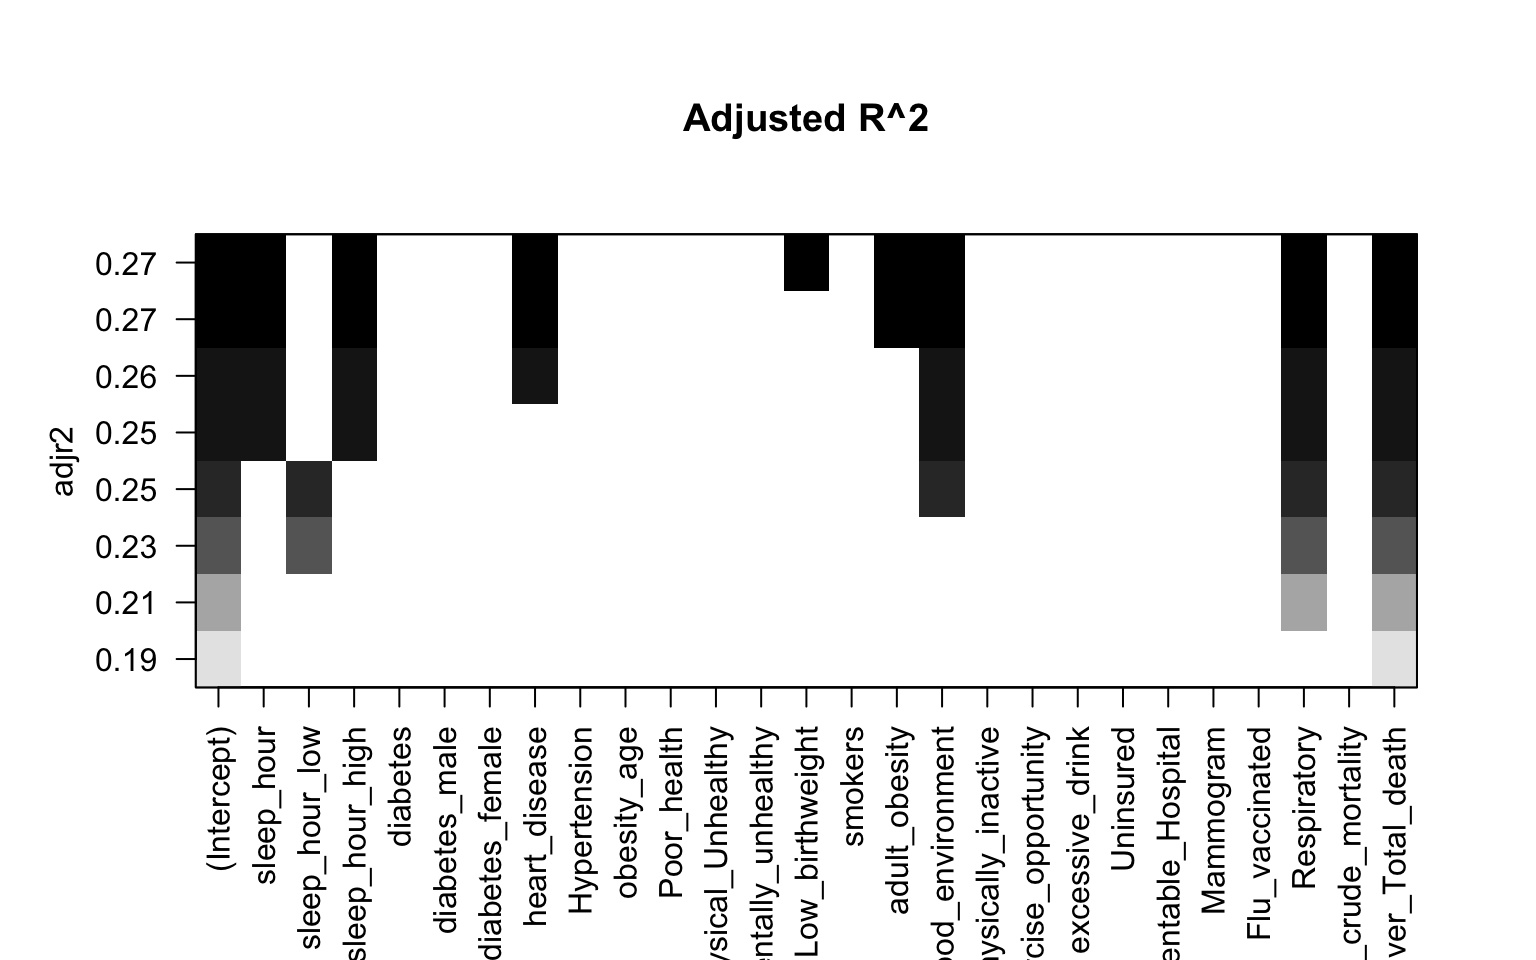 Adjusted R^2
adjr2
0.27
0.27
0.26
0.25
0.25
0.23
0.21
0.19
(Intercept)
sleep_hour
sleep_hour_low
sleep_hour_high
diabetes
diabetes_male
diabetes_female
heart_disease
Hypertension
obesity_age
Poor_health
ysical_Unhealthy
entally_unhealthy
Low_birthweight
smokers
adult_obesity
ood_environment
hysically_inactive
rcise_opportunity
excessive_drink
Uninsured
entable_Hospital
Mammogram
Flu_vaccinated
Respiratory
_crude_mortality
ver_Total_death